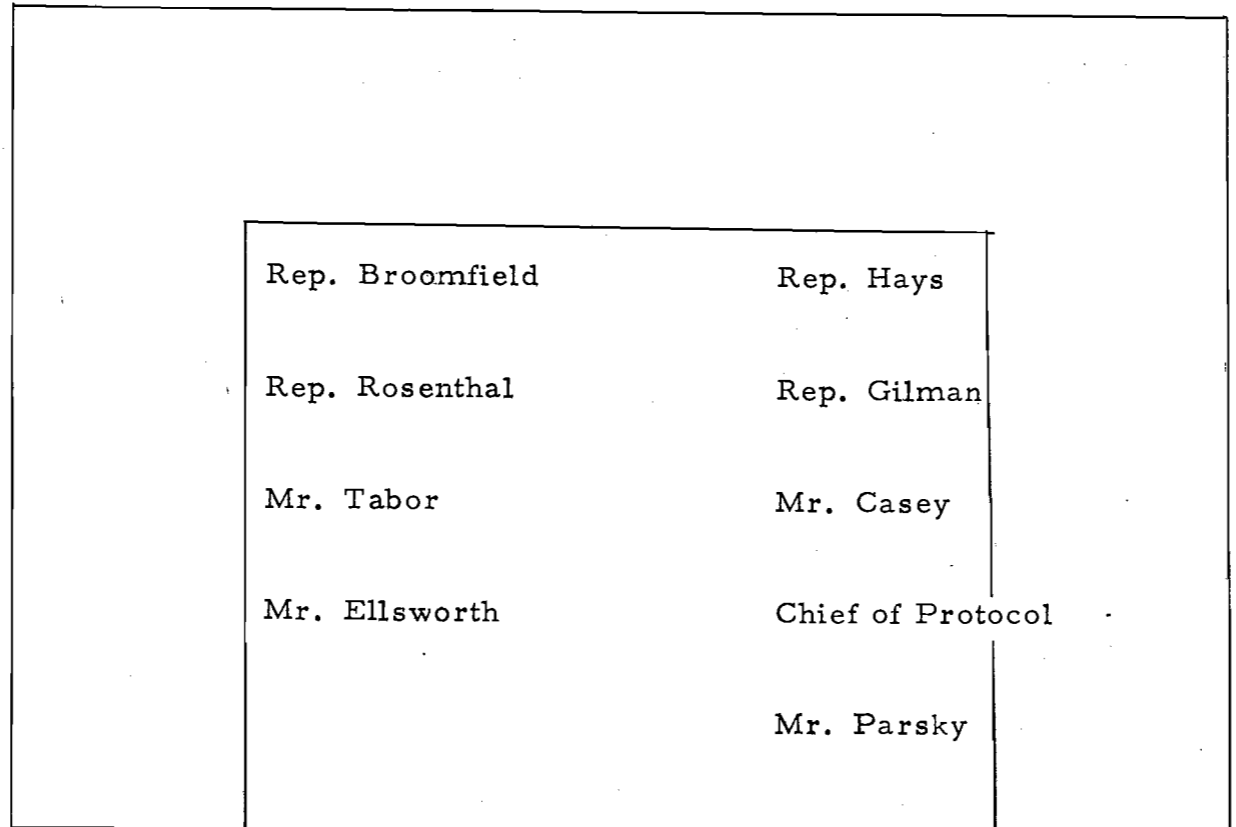 Rep. Broomfield Rep. Hays
Rep. Rosenthal Rep. Gilman
Mr. Tabor Mr. Casey
Mr. Ellsworth Chief of Protocol
Mr. Parsky